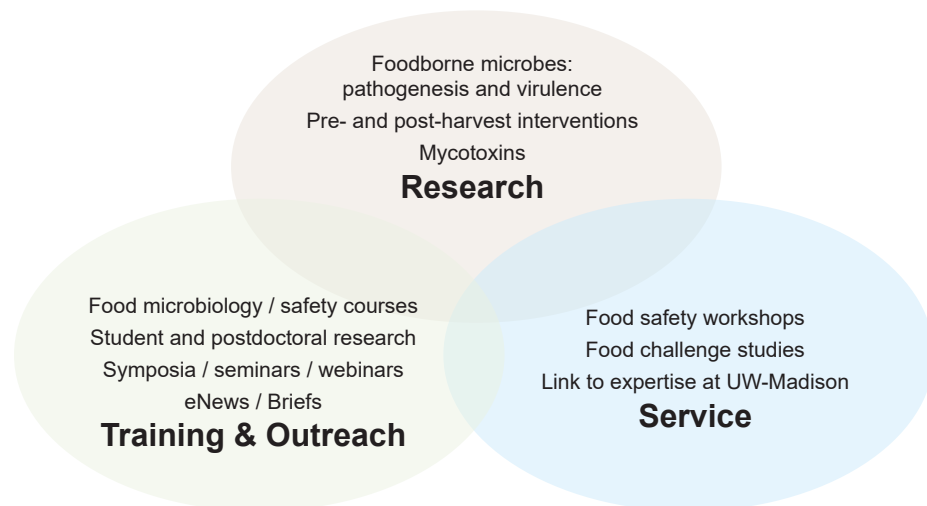 Foodborne microbes:
pathogenesis and virulence
Pre- and post-harvest interventions
Mycotoxins
Research
Food microbiology / safety courses
Student and postdoctoral research
Symposia / seminars / webinars
eNews / Briefs
Training & Outreach
Food safety workshops
Food challenge studies
Link to expertise at UW-Madison
Service